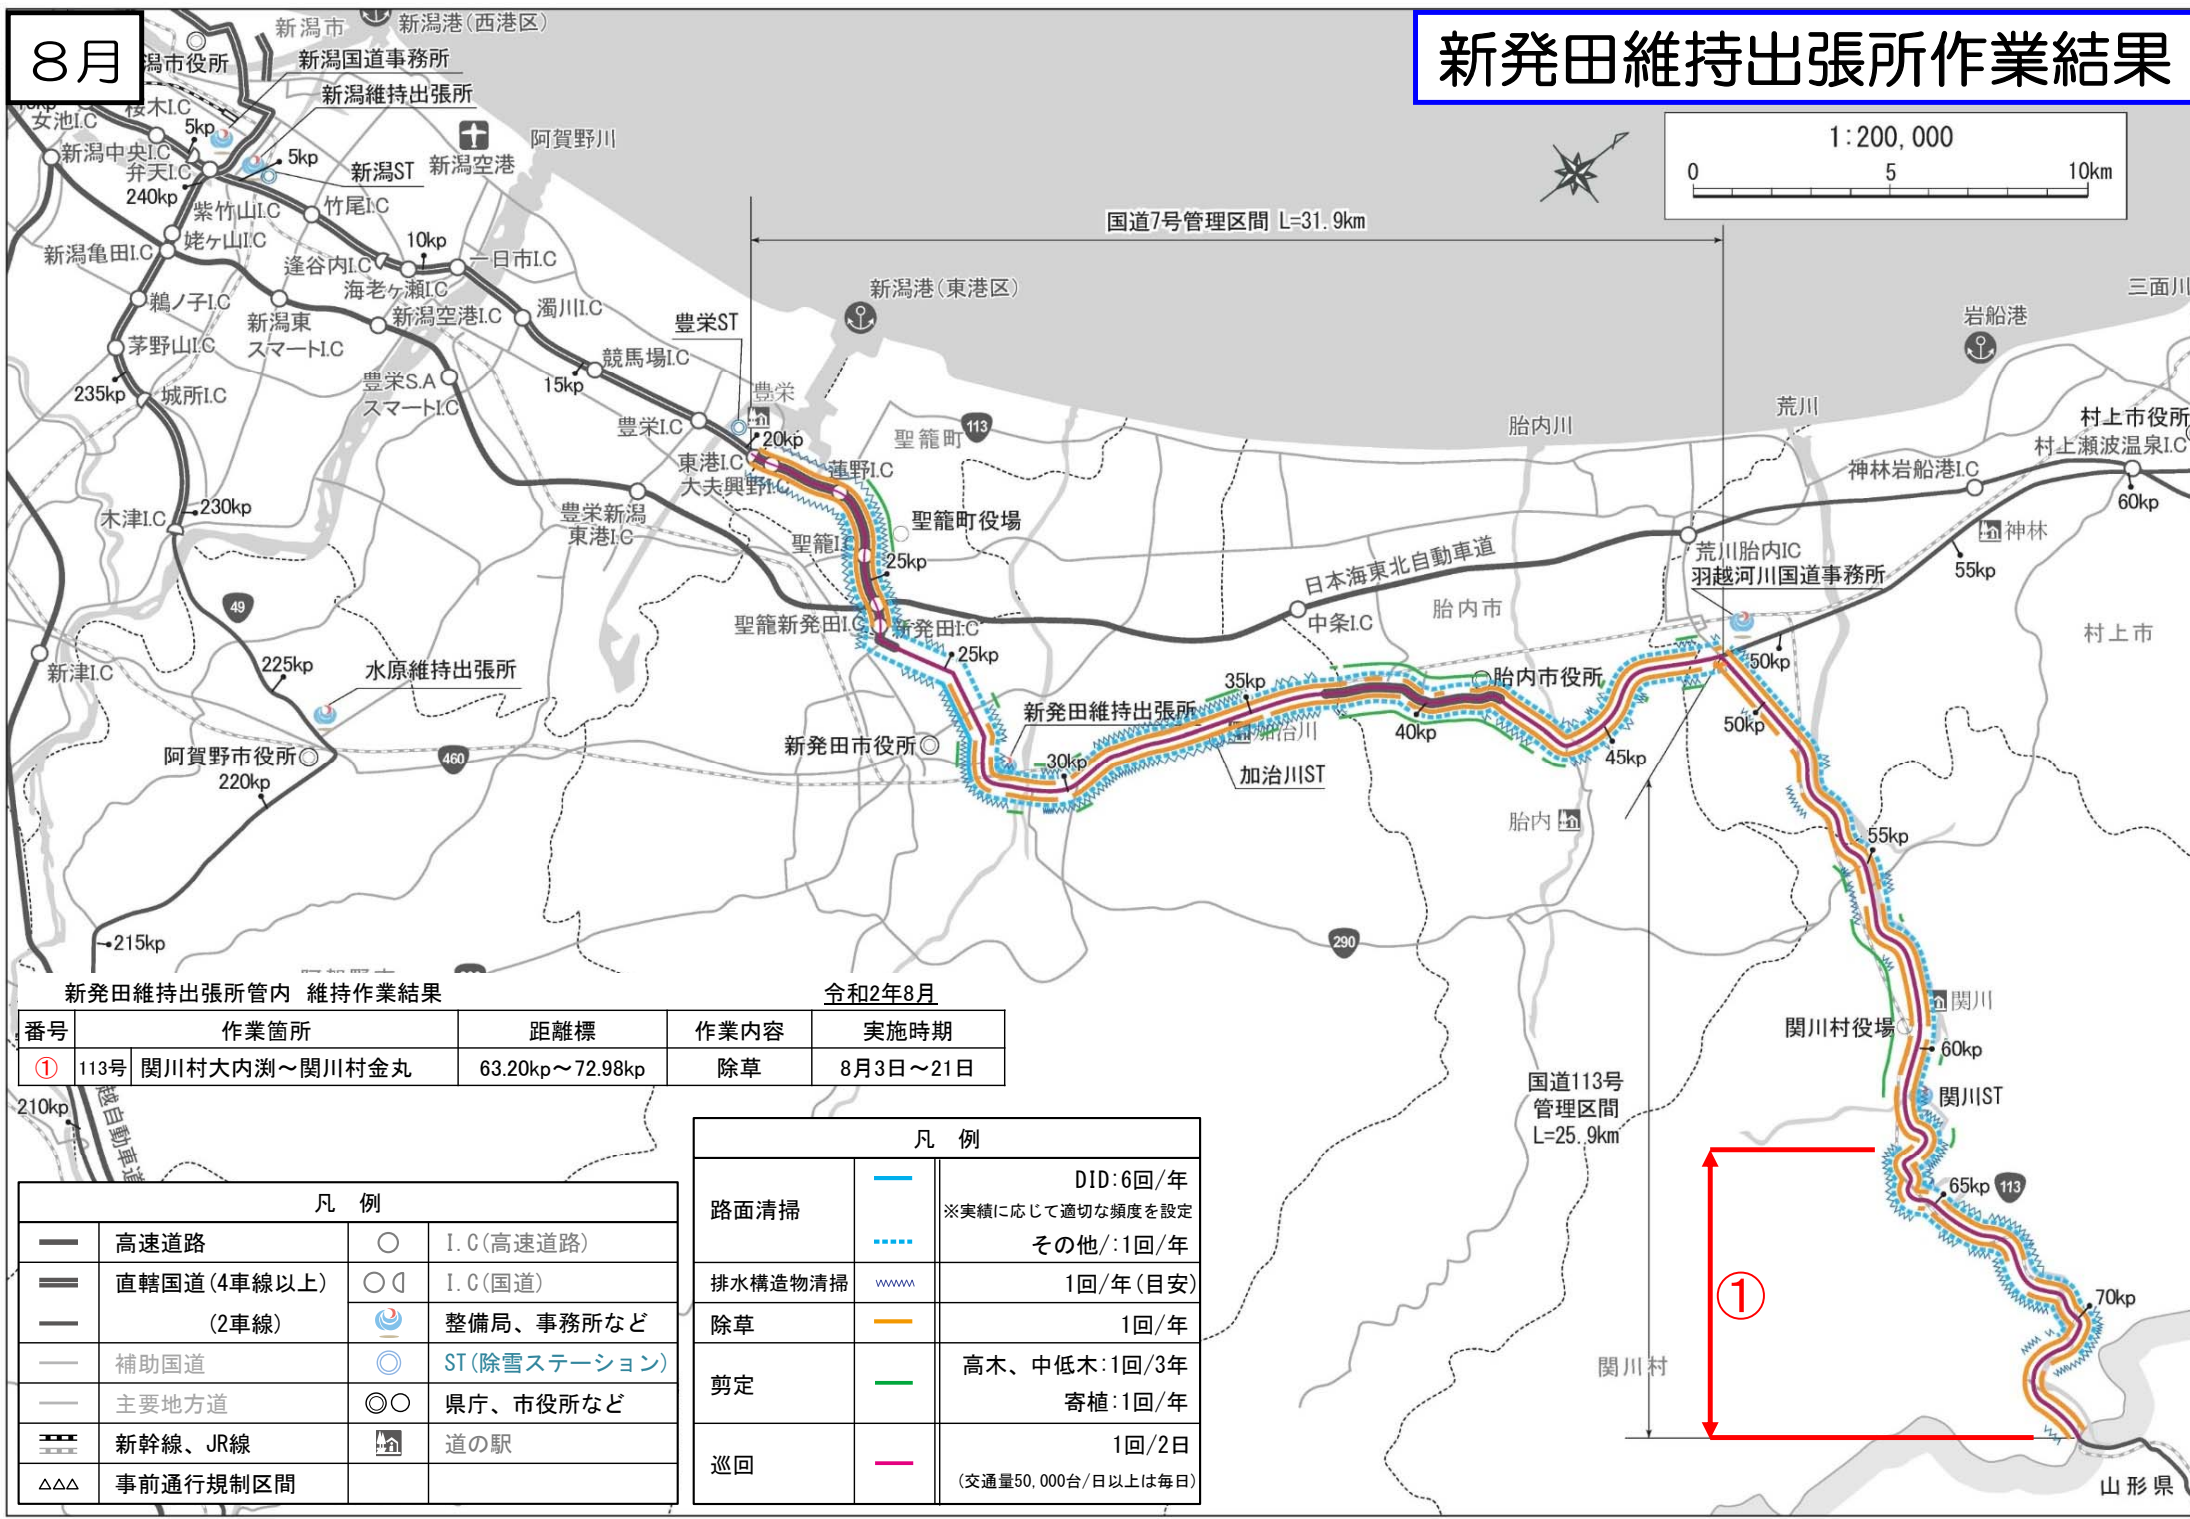 8月
新発田維持出張所作業結果
新潟市
新潟港(西港区)
潟市役所
新潟国道事務所
新潟維持出張所
桜木I.C
女池I.C
5kp
新潟中央I.C
弁天I.C
5kp
新潟ST
新潟空港
阿賀野川
240kp
紫竹山I.C
竹尾I.C
姥ヶ山I.C
新潟亀田I.C
10kp
逢谷内I.C
一日市I.C
海老ヶ瀬I.C
鵜ノ子I.C
新潟東
スマートI.C
新潟空港I.C
濁川I.C
茅野山I.C
235kp
城所I.C
豊栄S.A
スマートI.C
15kp
競馬場I.C
豊栄ST
新潟港(東港区)
国道7号管理区間 L=31.9km
1:200,000
0
5
10km
三面川
岩船港
荒川
胎内川
村上市役所
村上瀬波温泉I.C
神林岩船港I.C
60kp
神林
55kp
豊栄
豊栄I.C
20kp
聖籠町
113
東港I.C
蓮野I.C
大夫興野I.C
木津I.C
230kp
豊栄新潟
東港I.C
聖籠町役場
聖籠I.
25kp
日本海東北自動車道
荒川胎内IC
羽越河川国道事務所
49
聖籠新発田I.C
新発田I.C
中条I.C
胎内市
村上市
新津I.C
225kp
水原維持出張所
25kp
50kp
35kp
胎内市役所
新発田維持出張所
加治川
40kp
50kp
45kp
阿賀野市役所
220kp
460
新発田市役所
30kp
加治川ST
胎内
55kp
215kp
290
関川
関川村役場
60kp
国道113号
管理区間
L=25.9km
関川ST
65kp
113
①
70kp
関川村
山形県
新発田維持出張所管内 維持作業結果
令和2年8月
番号 作業箇所 距離標 作業内容 実施時期
① 113号 関川村大内渕～関川村金丸 63.20kp～72.98kp 除草 8月3日～21日
210kp
越自動車道
凡 例
高速道路 I.C(高速道路)
直轄国道(4車線以上) I.C(国道)
(2車線) 整備局、事務所など
補助国道 ST(除雪ステーション)
主要地方道 県庁、市役所など
新幹線、JR線 道の駅
事前通行規制区間
凡 例
路面清掃 DID:6回/年
※実績に応じて適切な頻度を設定
その他/:1回/年
排水構造物清掃 1回/年(目安)
除草 1回/年
剪定 高木、中低木:1回/3年
寄植:1回/年
巡回 1回/2日
(交通量50,000台/日以上は毎日)